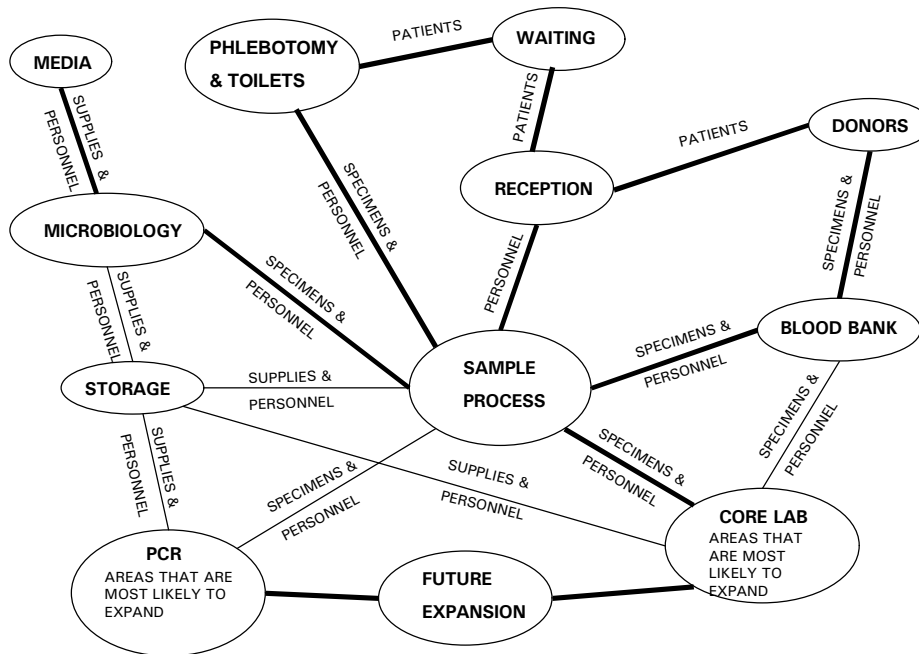 PATIENTS
WAITING
PHLEBOTOMY
& TOILETS
MEDIA
SUPPLIES &
PERSONNEL
PATIENTS
DONORS
PATIENTS
SPECIMENS &
PERSONNEL
RECEPTION
SPECIMENS &
PERSONNEL
MICROBIOLOGY
SPECIMENS &
PERSONNEL
PERSONNEL
SUPPLIES &
PERSONNEL
BLOOD BANK
SPECIMENS &
PERSONNEL
SAMPLE
PROCESS
STORAGE
SUPPLIES &
PERSONNEL
SPECIMENS &
PERSONNEL
SUPPLIES &
PERSONNEL
SPECIMENS &
PERSONNEL
SPECIMENS &
PERSONNEL
SUPPLIES &
PERSONNEL
CORE LAB
AREAS THAT
ARE MOST
LIKELY TO
EXPAND
PCR
AREAS THAT ARE
MOST LIKELY TO
EXPAND
FUTURE
EXPANSION